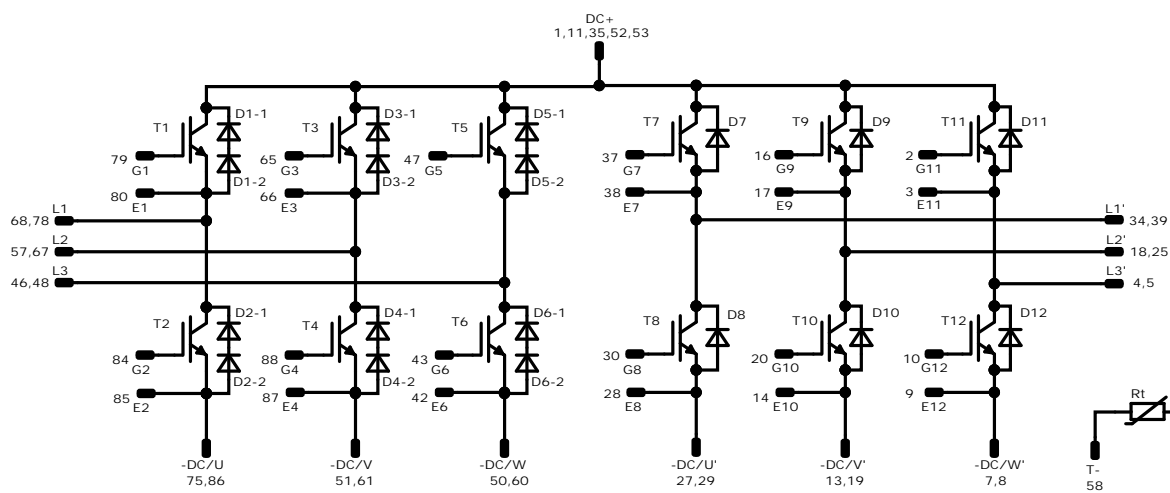 DC+
1,11,35,52,53
T1
D1-1
D1-2
79
G1
80
E1
T3
D3-1
D3-2
65
G3
66
E3
T5
D5-1
D5-2
47
G5
T7
D7
37
G7
38
E7
T9
D9
16
G9
17
E9
T11
D11
2
G11
3
E11
L1
68,78
L2
57,67
L3
46,48
L1'
34,39
L2'
18,25
L3'
4,5
T2
D2-1
D2-2
84
G2
85
E2
T4
D4-1
D4-2
88
G4
87
E4
T6
D6-1
D6-2
43
G6
42
E6
T8
D8
30
G8
28
E8
T10
D10
20
G10
14
E10
T12
D12
10
G12
9
E12
Rt
-DC/U
75,86
-DC/V
51,61
-DC/W
50,60
-DC/U'
27,29
-DC/V'
13,19
-DC/W'
7,8
T-
58